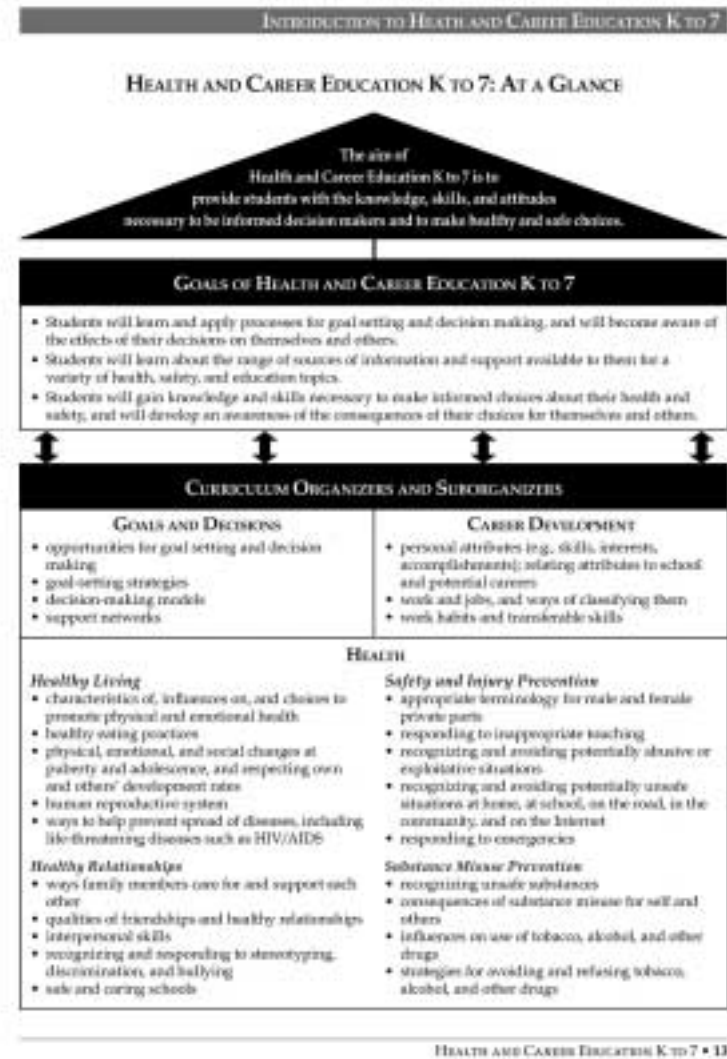 INTRODUCTION TO HEATH AND CAREER EDUCATION K TO 7
HEALTH AND CAREER EDUCATION K TO 7: AT A GLANCE
The aim of
Health and Career Education K to 7 is to
provide students with the knowledge, skills, and attitudes
necessary to be informed decision makers and to make healthy and safe choices.
GOALS OF HEALTH AND CAREER EDUCATION K TO 7
• Students will learn and apply processes for goal setting and decision making, and will become aware of
the effects of their decisions on themselves and others.
• Students will learn about the range of sources of information and support available to them for a
variety of health, safety, and education topics.
• Students will gain knowledge and skills necessary to make informed choices about their health and
safety, and will develop an awareness of the consequences of their choices for themselves and others.
CURRICULUM ORGANIZERS AND SUBORGANIZERS
GOALS AND DECISIONS
• opportunities for goal setting and decision
making
• goal-setting strategies
• decision-making models
• support networks
CAREER DEVELOPMENT
• personal attributes (e.g., skills, interests,
accomplishments); relating attributes to school
and potential careers
• work and jobs, and ways of classifying them
• work habits and transferable skills
HEALTH
Healthy Living
• characteristics of, influences on, and choices to
promote physical and emotional health
• healthy eating practices
• physical, emotional, and social changes at
puberty and adolescence, and respecting own
and others' development rates
• human reproductive system
• ways to help prevent spread of diseases, including
life-threatening diseases such as HIV/AIDS
Healthy Relationships
• ways family members care for and support each
other
• qualities of friendships and healthy relationships
• interpersonal skills
• recognizing and responding to stereotyping,
discrimination, and bullying
• safe and caring schools
Safety and Injury Prevention
• appropriate terminology for male and female
private parts
• responding to inappropriate touching
• recognizing and avoiding potentially abusive or
exploitative situations
• recognizing and avoiding potentially unsafe
situations at home, at school, on the road, in the
community, and on the Internet
• responding to emergencies
Substance Misuse Prevention
• recognizing unsafe substances
• consequences of substance misuse for self and
others
• influences on use of tobacco, alcohol, and other
drugs
• strategies for avoiding and refusing tobacco,
alcohol, and other drugs
HEALTH AND CAREER EDUCATION K TO 7 •